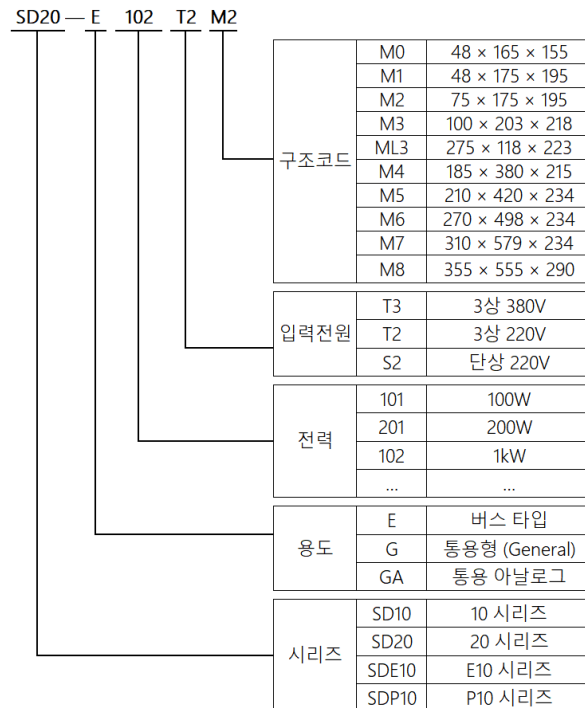 SD20 — E 102 T2 M2
구조코드
M0 48 × 165 × 155
M1 48 × 175 × 195
M2 75 × 175 × 195
M3 100 × 203 × 218
ML3 275 × 118 × 223
M4 185 × 380 × 215
M5 210 × 420 × 234
M6 270 × 498 × 234
M7 310 × 579 × 234
M8 355 × 555 × 290
입력전원
T3 3상 380V
T2 3상 220V
S2 단상 220V
전력
101 100W
201 200W
102 1kW
... ...
용도
E 버스 타입
G 통용형 (General)
GA 통용 아날로그
시리즈
SD10 10 시리즈
SD20 20 시리즈
SDE10 E10 시리즈
SDP10 P10 시리즈